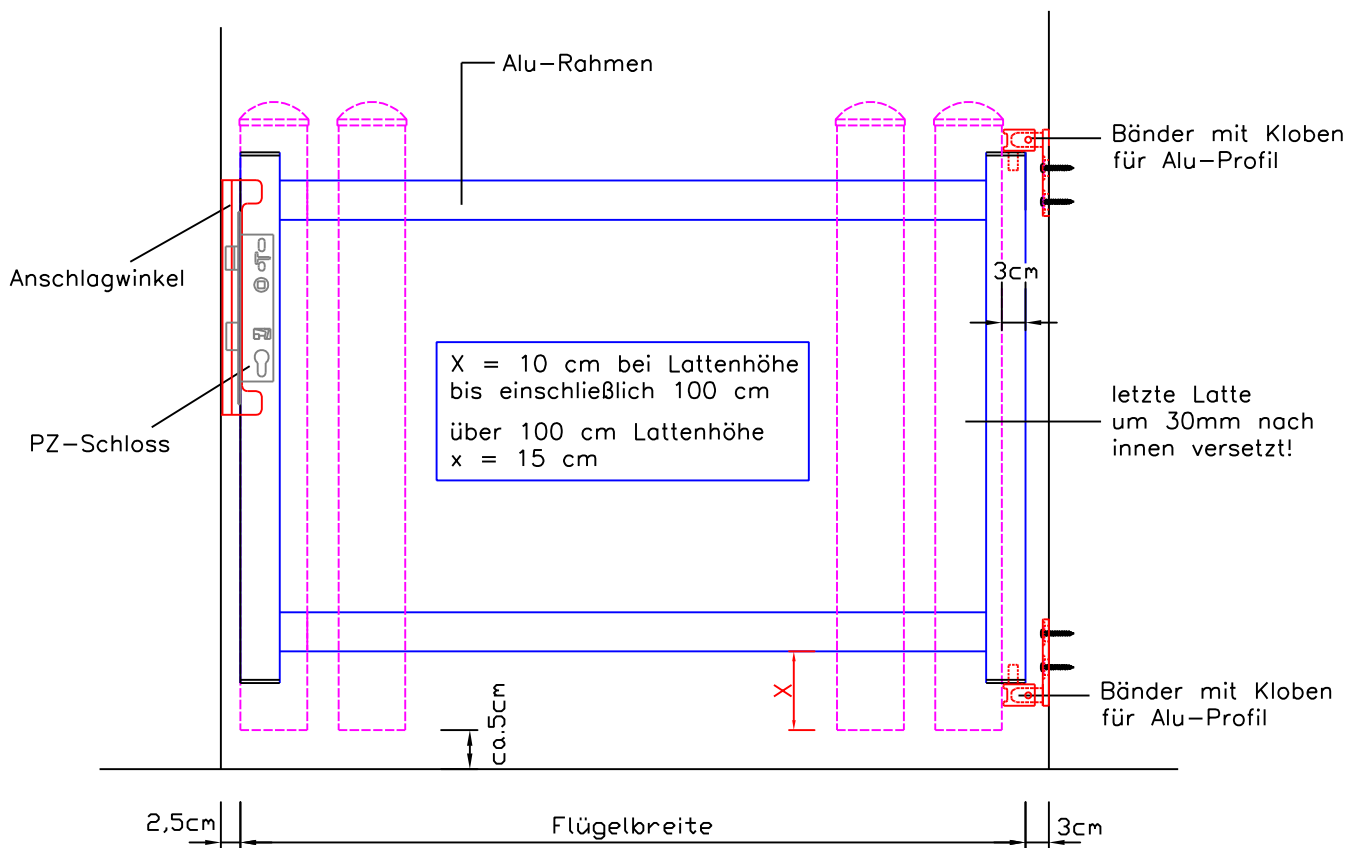 Alu-Rahmen
Bänder mit Kloben
für Alu-Profil
Anschlagwinkel
3cm
X = 10 cm bei Lattenhöhe
bis einschließlich 100 cm
über 100 cm Lattenhöhe
x = 15 cm
letzte Latte
um 30mm nach
innen versetzt!
PZ-Schloss
X
ca.5cm
Bänder mit Kloben
für Alu-Profil
2,5cm
Flügelbreite
3cm